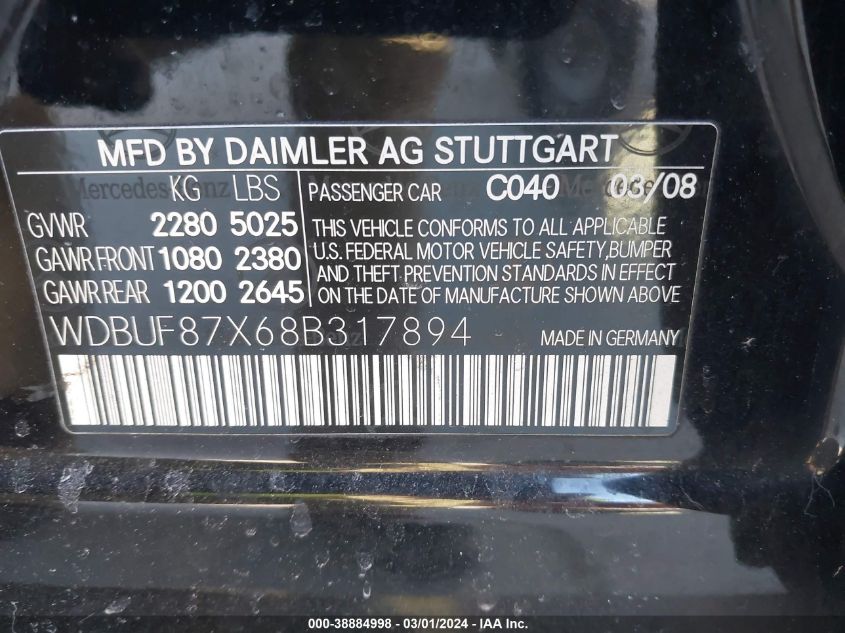 MFD BY DAIMLER AG STUTTGART
Mercedes-Benz
KG LBS
GVWR 2280 5025
GAWR FRONT 1080 2380
GAWR REAR 1200 2645
PASSENGER CAR C040 03/08
THIS VEHICLE CONFORMS TO ALL APPLICABLE
U.S. FEDERAL MOTOR VEHICLE SAFETY,BUMPER
AND THEFT PREVENTION STANDARDS IN EFFECT
ON THE DATE OF MANUFACTURE SHOWN ABOVE
WDBUF87X68B317894
MADE IN GERMANY
000-38884998 - 03/01/2024 - IAA Inc.